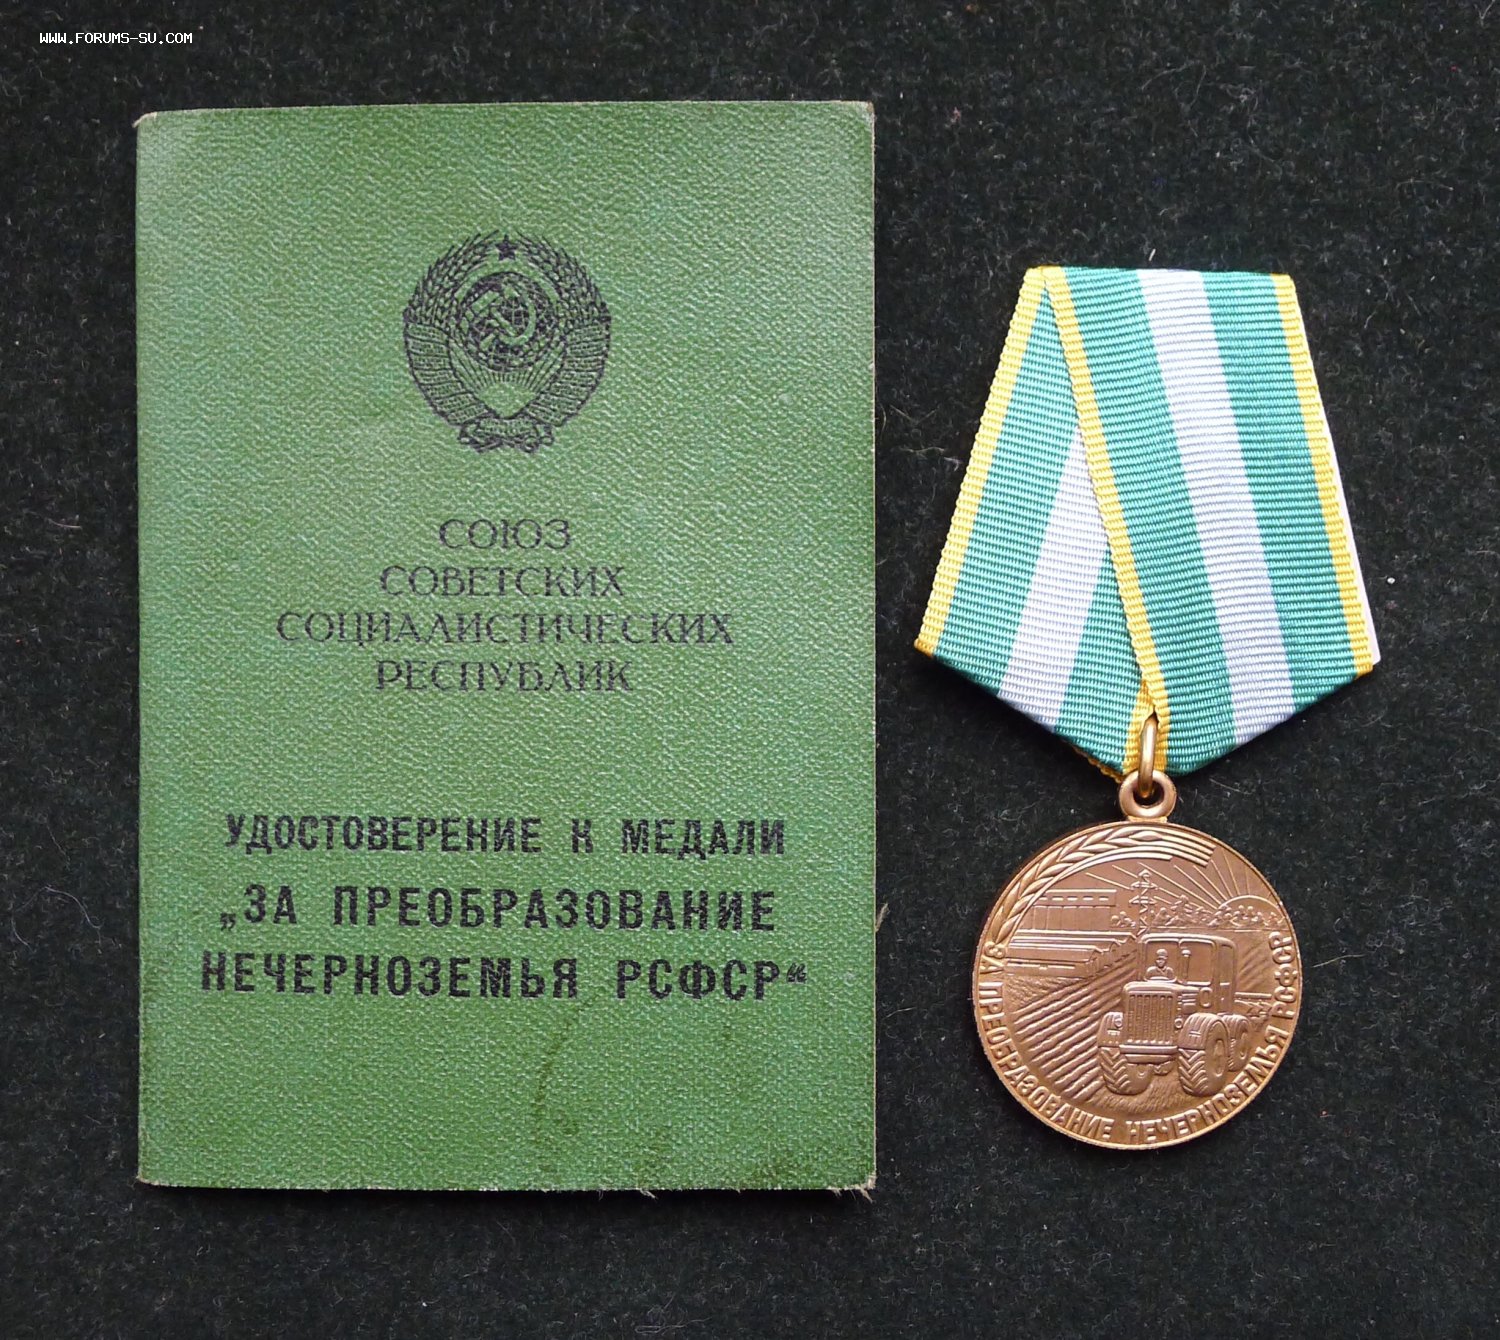 WWW.FORUMS-SU.COM
СОЮЗ
СОВЕТСКИХ
СОЦИАЛИСТИЧЕСКИХ
РЕСПУБЛИК
УДОСТОВЕРЕНИЕ К МЕДАЛИ
„ЗА ПРЕОБРАЗОВАНИЕ
НЕЧЕРНОЗЕМЬЯ РСФСР“
ЗА ПРЕОБРАЗОВАНИЕ НЕЧЕРНОЗЕМЬЯ РСФСР